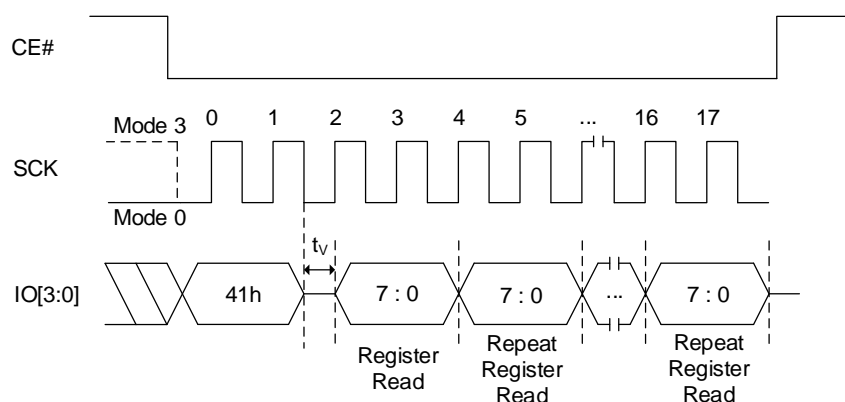 CE#
0 1 2 3 4 5 ... 16 17
Mode 3
SCK
Mode 0
tV
IO[3:0]
41h
7 : 0
7 : 0
...
7 : 0
Register
Read
Repeat
Register
Read
Repeat
Register
Read